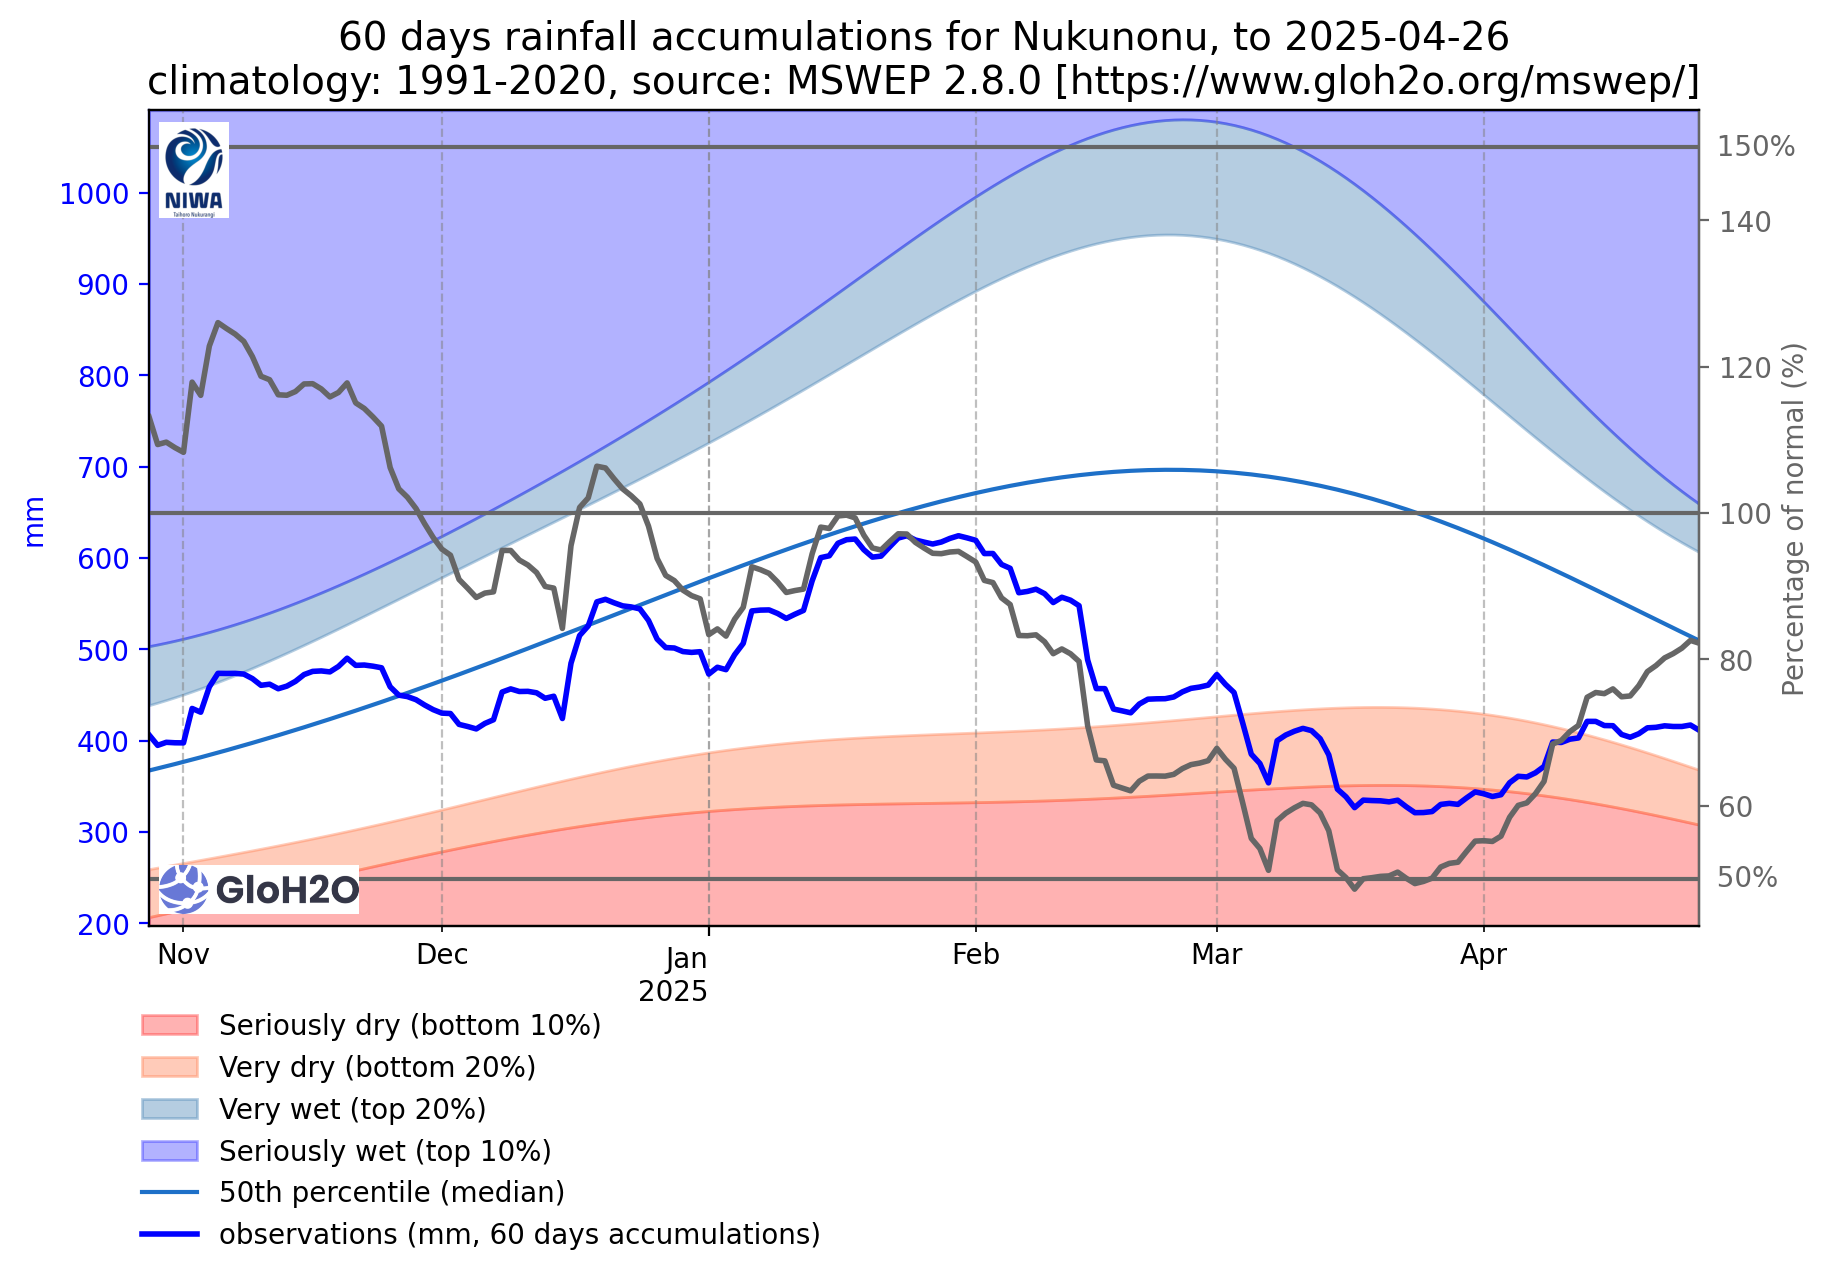 60 days rainfall accumulations for Nukunonu, to 2025-04-26
climatology: 1991-2020, source: MSWEP 2.8.0 [https://www.gloh2o.org/mswep/]
NIWA
Taihoro Nukurangi
1000
900
800
700
600
500
400
300
200
mm
150%
140
120
100
80
60
50%
Percentage of normal (%)
GloH2O
Nov
Dec
Jan
2025
Feb
Mar
Apr
Seriously dry (bottom 10%)
Very dry (bottom 20%)
Very wet (top 20%)
Seriously wet (top 10%)
50th percentile (median)
observations (mm, 60 days accumulations)